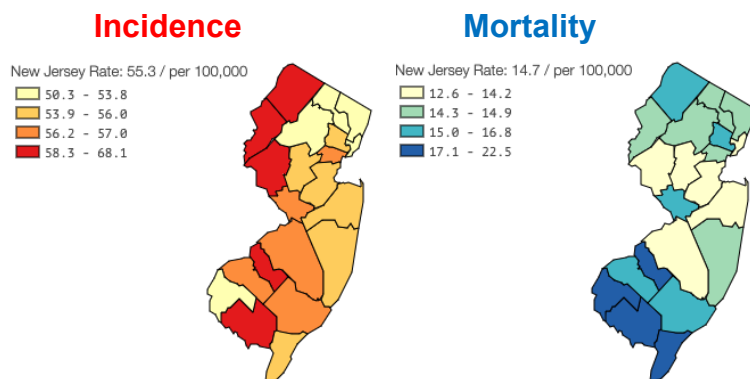 Incidence
New Jersey Rate: 55.3 / per 100,000
50.3 - 53.8
53.9 - 56.0
56.2 - 57.0
58.3 - 68.1
Mortality
New Jersey Rate: 14.7 / per 100,000
12.6 - 14.2
14.3 - 14.9
15.0 - 16.8
17.1 - 22.5